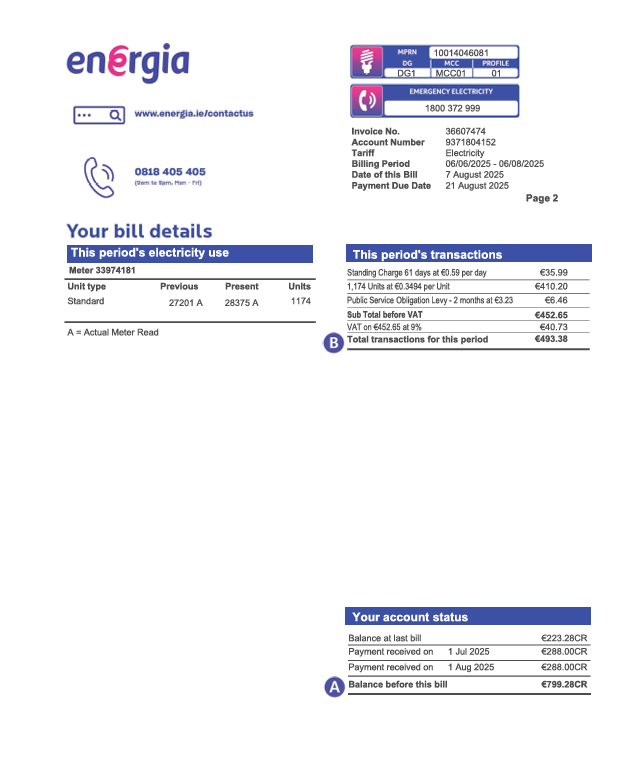 energia
MPRN 10014046081
DG MCC PROFILE
DG1 MCC01 01
EMERGENCY ELECTRICITY
1800 372 999
www.energia.ie/contactus
0818 405 405
(9am to 8pm, Mon - Fri)
Invoice No. 36607474
Account Number 9371804152
Tariff Electricity
Billing Period 06/06/2025 - 06/08/2025
Date of this Bill 7 August 2025
Payment Due Date 21 August 2025
Page 2
Your bill details
This period's electricity use
Meter 33974181
Unit type Previous Present Units
Standard 27201 A 28375 A 1174
A = Actual Meter Read
This period's transactions
Standing Charge 61 days at €0.59 per day €35.99
1,174 Units at €0.3494 per Unit €410.20
Public Service Obligation Levy - 2 months at €3.23 €6.46
Sub Total before VAT €452.65
VAT on €452.65 at 9% €40.73
B Total transactions for this period €493.38
Your account status
Balance at last bill €223.28CR
Payment received on 1 Jul 2025 €288.00CR
Payment received on 1 Aug 2025 €288.00CR
A Balance before this bill €799.28CR